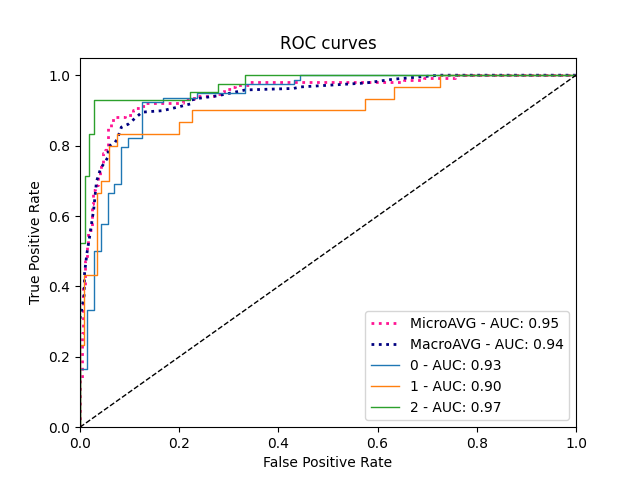 ROC curves
True Positive Rate
1.0
0.8
0.6
0.4
0.2
0.0
MicroAVG - AUC: 0.95
MacroAVG - AUC: 0.94
0 - AUC: 0.93
1 - AUC: 0.90
2 - AUC: 0.97
0.0 0.2 0.4 0.6 0.8 1.0
False Positive Rate